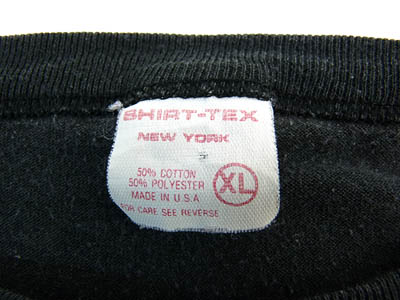 SHIRT-TEX
NEW YORK
50% COTTON
50% POLYESTER
MADE IN U.S.A
FOR CARE SEE REVERSE
XL